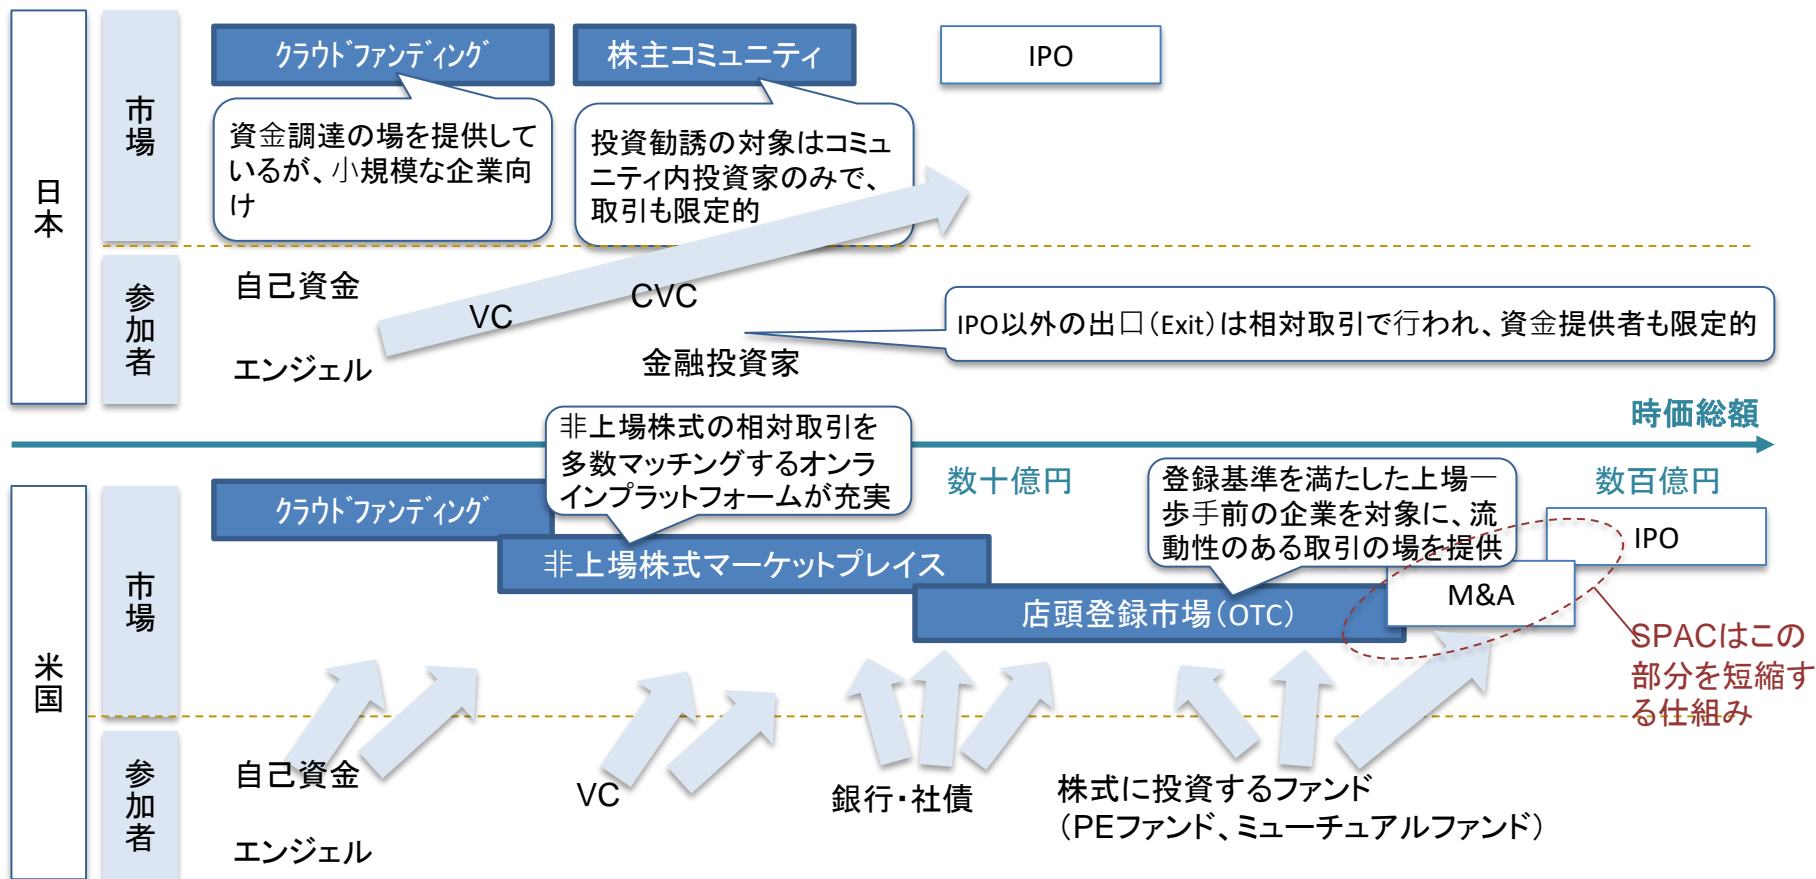 日本
市場
クラウドファンディング
株主コミュニティ
IPO
資金調達の場を提供して
いるが、小規模な企業向
け
投資勧誘の対象はコミュ
ニティ内投資家のみで、
取引も限定的
参加者
自己資金
VC
CVC
エンジェル
金融投資家
IPO以外の出口（Exit）は相対取引で行われ、資金提供者も限定的
時価総額
数十億円
数百億円
米国
市場
クラウドファンディング
非上場株式の相対取引を
多数マッチングするオンラ
インプラットフォームが充実
非上場株式マーケットプレイス
登録基準を満たした上場一
歩手前の企業を対象に、流
動性のある取引の場を提供
店頭登録市場（OTC）
M&A
IPO
SPACはこの
部分を短縮す
る仕組み
参加者
自己資金
エンジェル
VC
銀行・社債
株式に投資するファンド
（PEファンド、ミューチュアルファンド）